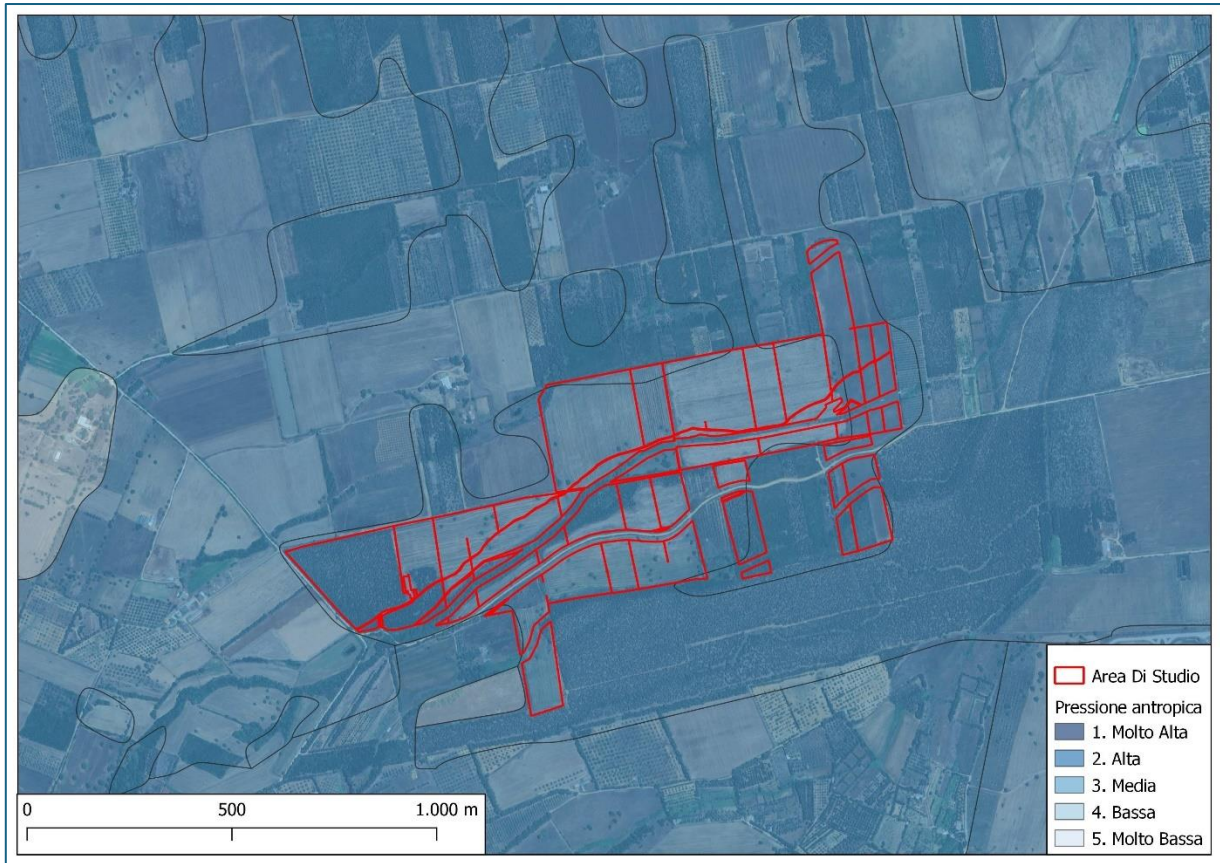 Area Di Studio
Pressione antropica
1. Molto Alta
2. Alta
3. Media
4. Bassa
5. Molto Bassa
0 500 1.000 m